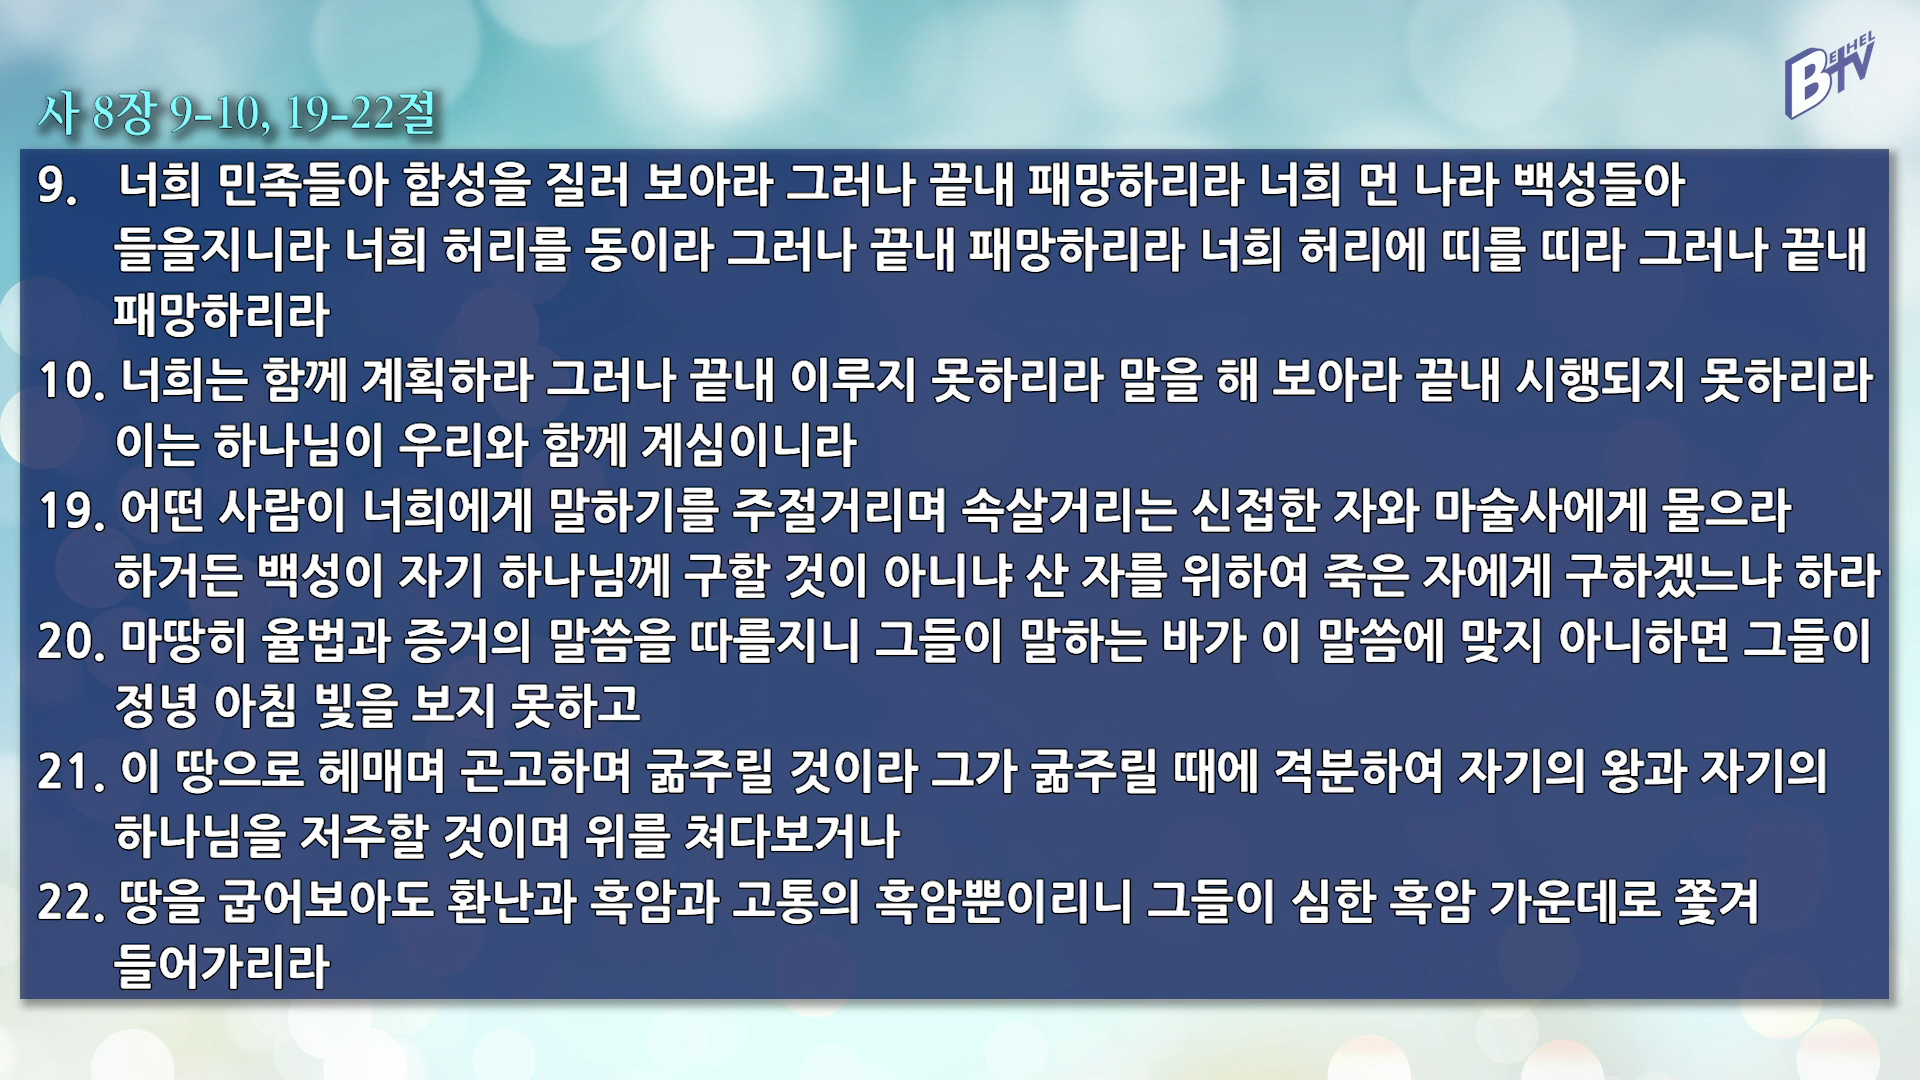 BETHEL TV
사 8장 9-10, 19-22절
9. 너희 민족들아 함성을 질러 보아라 그러나 끝내 패망하리라 너희 먼 나라 백성들아
들을지니라 너희 허리를 동이라 그러나 끝내 패망하리라 너희 허리에 띠를 띠라 그러나 끝내
패망하리라
10. 너희는 함께 계획하라 그러나 끝내 이루지 못하리라 말을 해 보아라 끝내 시행되지 못하리라
이는 하나님이 우리와 함께 계심이니라
19. 어떤 사람이 너희에게 말하기를 주절거리며 속살거리는 신접한 자와 마술사에게 물으라
하거든 백성이 자기 하나님께 구할 것이 아니냐 산 자를 위하여 죽은 자에게 구하겠느냐 하라
20. 마땅히 율법과 증거의 말씀을 따를지니 그들이 말하는 바가 이 말씀에 맞지 아니하면 그들이
정녕 아침 빛을 보지 못하고
21. 이 땅으로 헤매며 곤고하며 굶주릴 것이라 그가 굶주릴 때에 격분하여 자기의 왕과 자기의
하나님을 저주할 것이며 위를 쳐다보거나
22. 땅을 굽어보아도 환난과 흑암과 고통의 흑암뿐이리니 그들이 심한 흑암 가운데로 쫓겨
들어가리라